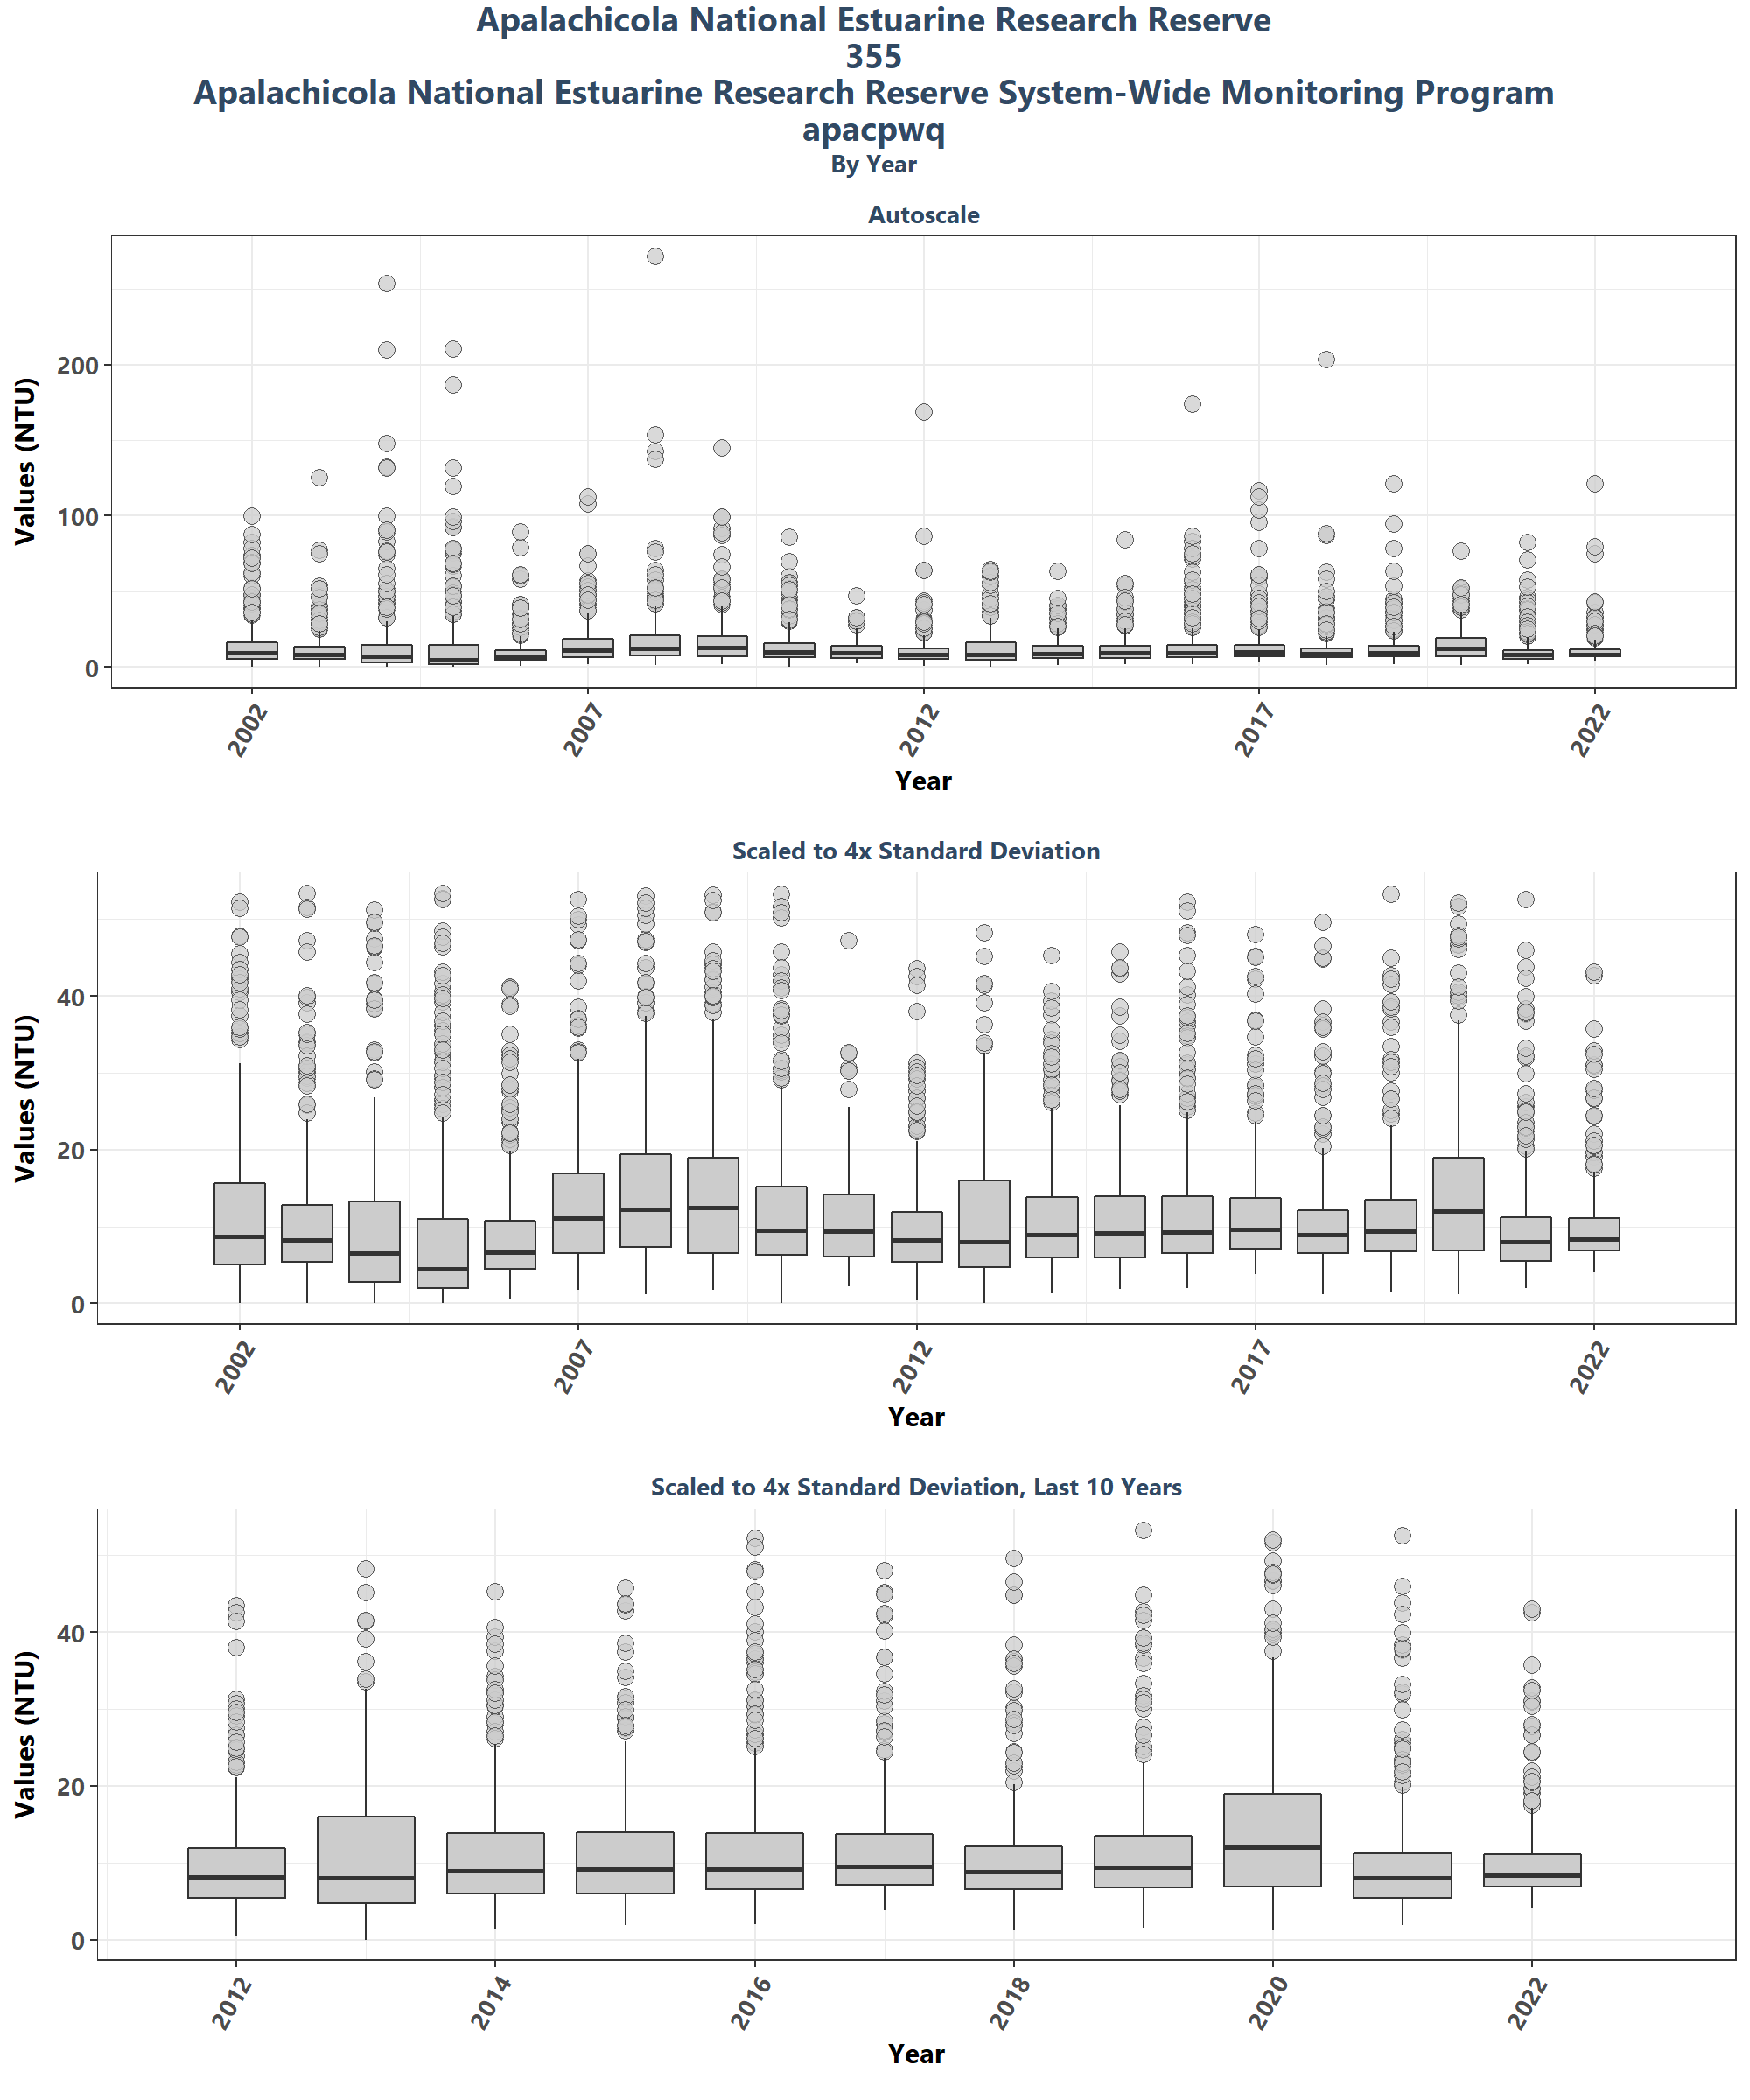 Apalachicola National Estuarine Research Reserve
355
Apalachicola National Estuarine Research Reserve System-Wide Monitoring Program
apacpwq
By Year
Autoscale
Values (NTU)
200
100
0
2002
2007
2012
2017
2022
Year
Scaled to 4x Standard Deviation
Values (NTU)
40
20
0
2002
2007
2012
2017
2022
Year
Scaled to 4x Standard Deviation, Last 10 Years
Values (NTU)
40
20
0
2012
2014
2016
2018
2020
2022
Year